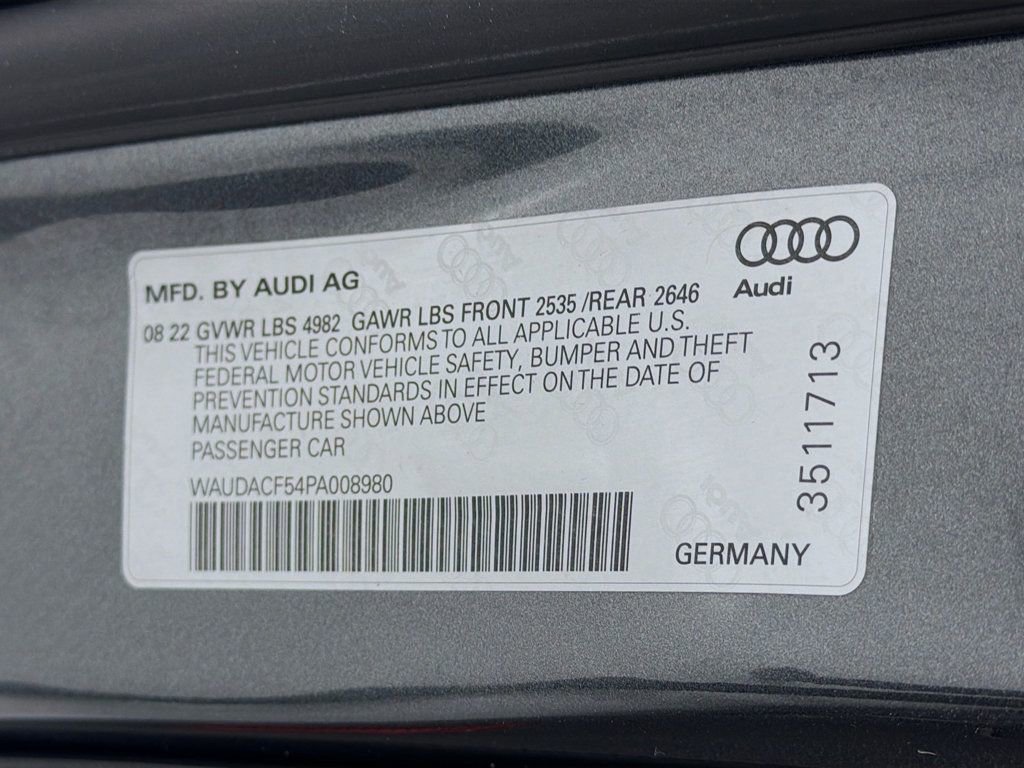 Audi
MFD. BY AUDI AG
08 22 GVWR LBS 4982 GAWR LBS FRONT 2535 /REAR 2646
THIS VEHICLE CONFORMS TO ALL APPLICABLE U.S.
FEDERAL MOTOR VEHICLE SAFETY, BUMPER AND THEFT
PREVENTION STANDARDS IN EFFECT ON THE DATE OF
MANUFACTURE SHOWN ABOVE
PASSENGER CAR
WAUDACF54PA008980
3511713
GERMANY